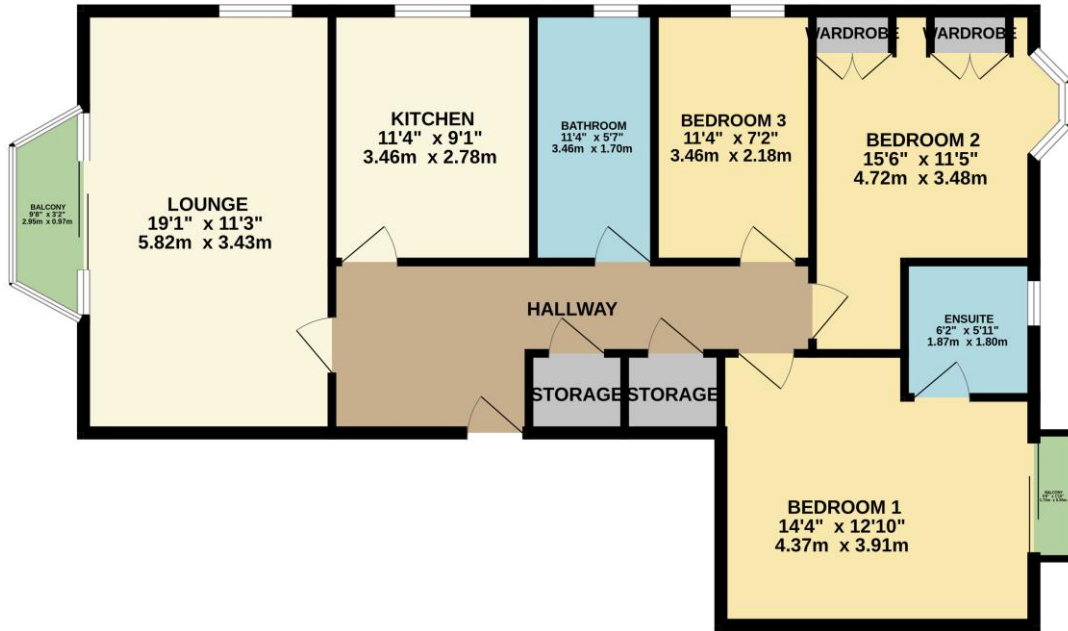 WARDROBE
WARDROBE
KITCHEN
11'4" x 9'1"
3.46m x 2.78m
BATHROOM
11'4" x 5'7"
3.46m x 1.70m
BEDROOM 3
11'4" x 7'2"
3.46m x 2.18m
BEDROOM 2
15'6" x 11'5"
4.72m x 3.48m
BALCONY
9'8" x 3'2"
2.95m x 0.97m
LOUNGE
19'1" x 11'3"
5.82m x 3.43m
HALLWAY
ENSUITE
6'2" x 5'11"
1.87m x 1.80m
STORAGE
STORAGE
BEDROOM 1
14'4" x 12'10"
4.37m x 3.91m
BALCONY